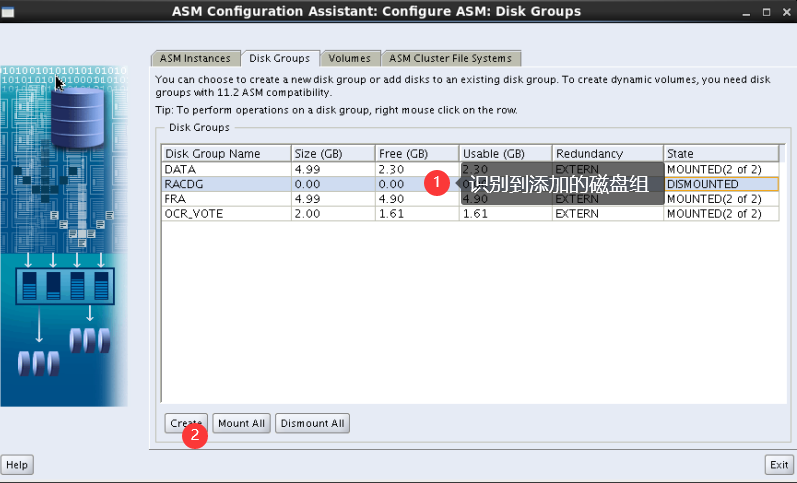 ASM Configuration Assistant: Configure ASM: Disk Groups
ASM Instances Disk Groups Volumes ASM Cluster File Systems
You can choose to create a new disk group or add disks to an existing disk group. To create dynamic volumes, you need disk
groups with 11.2 ASM compatibility.
Tip: To perform operations on a disk group, right mouse click on the row.
Disk Groups
Disk Group Name Size (GB) Free (GB) Usable (GB) Redundancy State
DATA 4.99 2.30 2.30 EXTERN MOUNTED(2 of 2)
RACDG 0.00 0.00 DISMOUNTED
1 识别到添加的磁盘组
FRA 4.99 4.90 4.90 EXTERN MOUNTED(2 of 2)
OCR_VOTE 2.00 1.61 1.61 EXTERN MOUNTED(2 of 2)
Create Mount All Dismount All
2
Help Exit